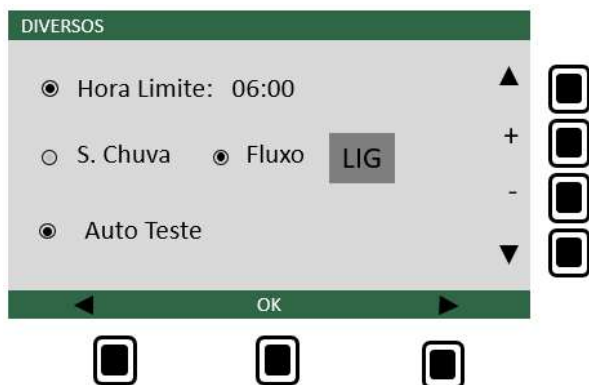 DIVERSOS
Hora Limite: 06:00
+
S. Chuva Fluxo LIG
-
Auto Teste
OK